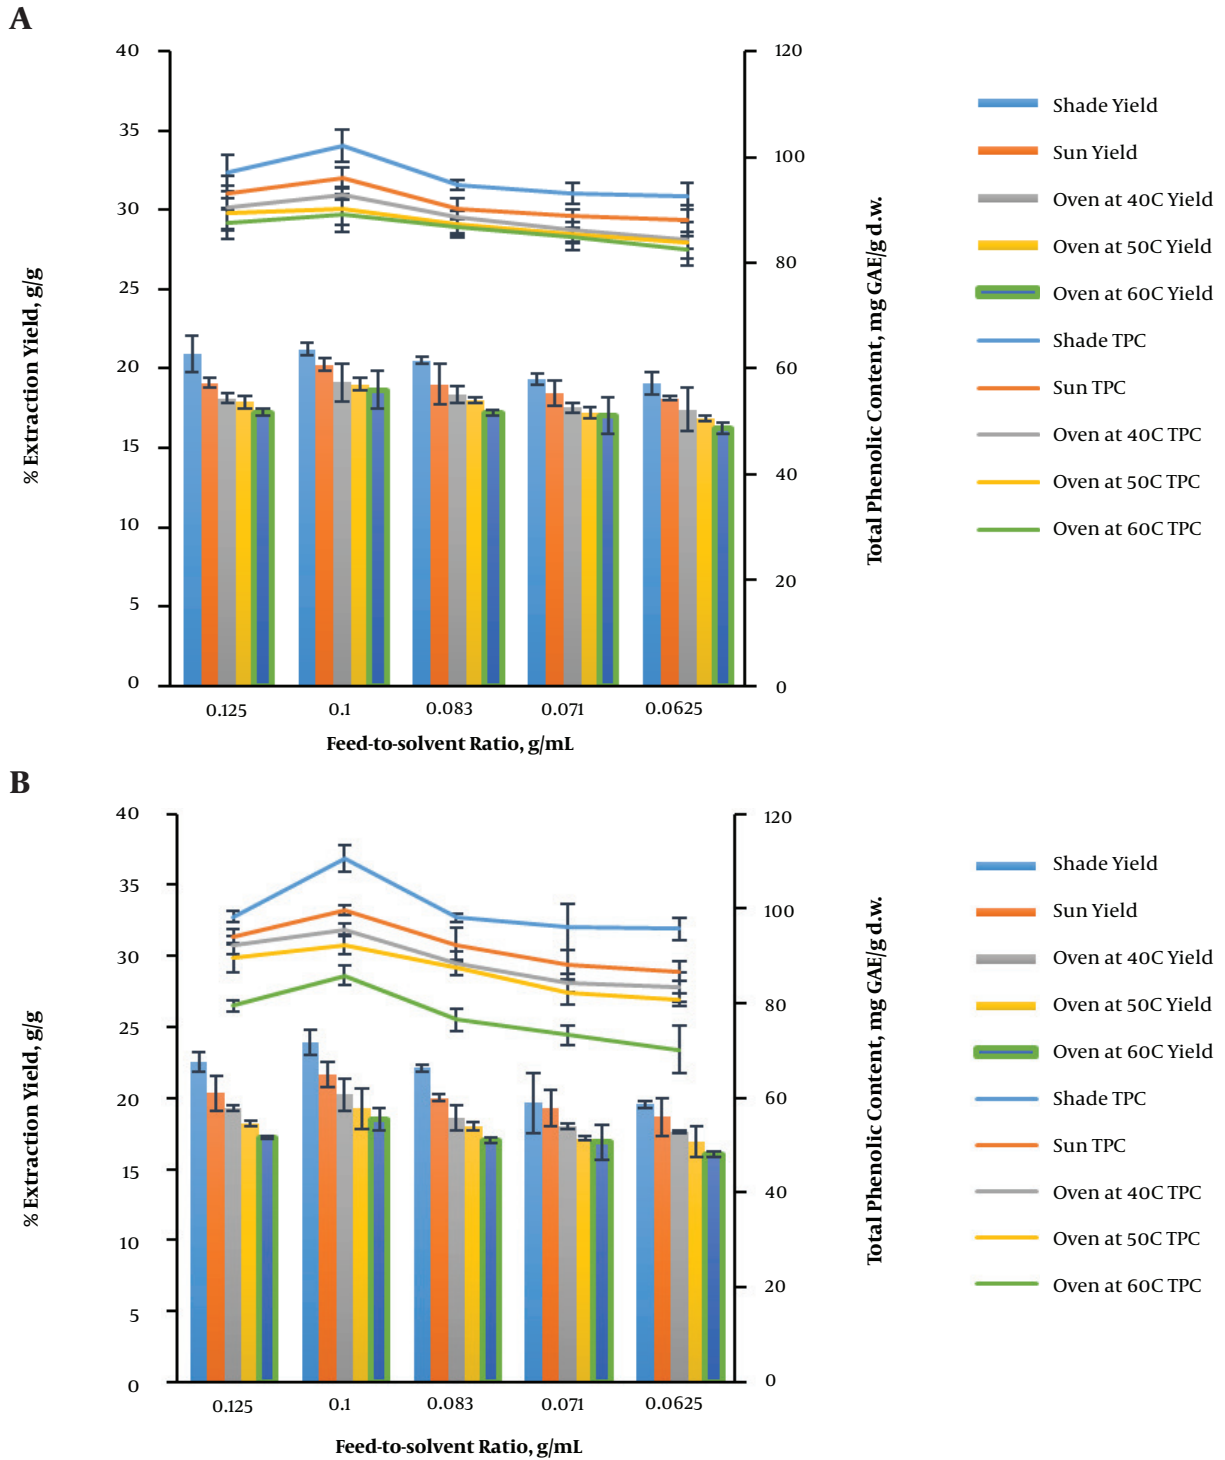 A
40
35
30
25
20
15
10
5
0
% Extraction Yield, g/g
120
100
80
60
40
20
0
Total Phenolic Content, mg GAE/g d.w.
0.125 0.1 0.083 0.071 0.0625
Feed-to-solvent Ratio, g/mL
Shade Yield
Sun Yield
Oven at 40C Yield
Oven at 50C Yield
Oven at 60C Yield
Shade TPC
Sun TPC
Oven at 40C TPC
Oven at 50C TPC
Oven at 60C TPC
B
40
35
30
25
20
15
10
5
0
% Extraction Yield, g/g
120
100
80
60
40
20
0
Total Phenolic Content, mg GAE/g d.w.
0.125 0.1 0.083 0.071 0.0625
Feed-to-solvent Ratio, g/mL
Shade Yield
Sun Yield
Oven at 40C Yield
Oven at 50C Yield
Oven at 60C Yield
Shade TPC
Sun TPC
Oven at 40C TPC
Oven at 50C TPC
Oven at 60C TPC